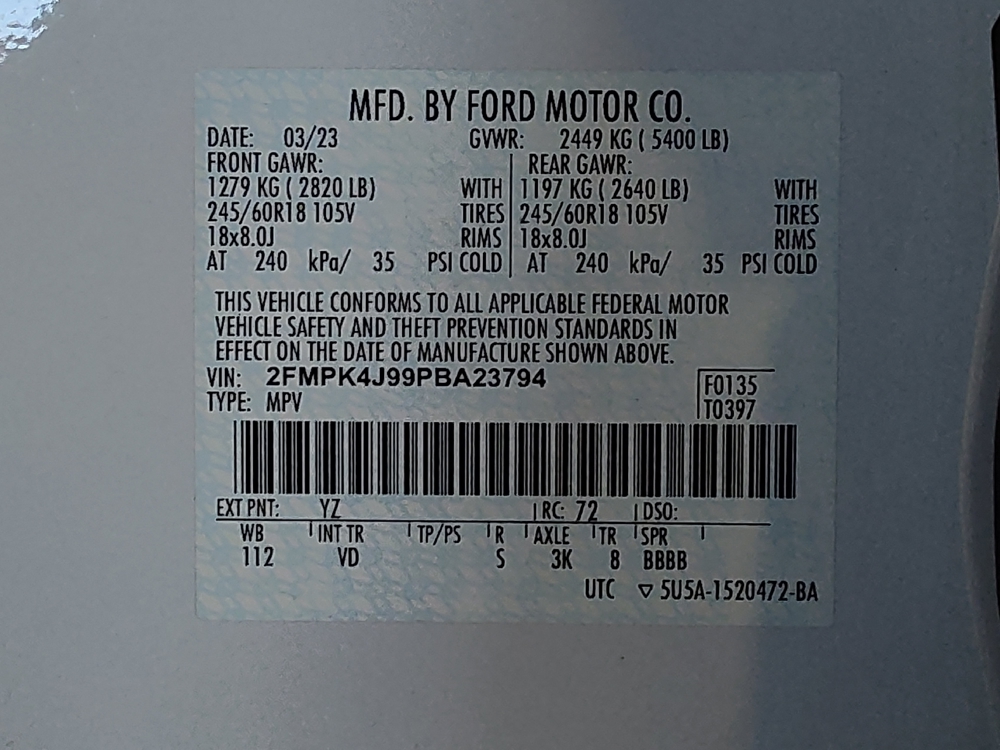 MFD. BY FORD MOTOR CO.
DATE: 03/23 GVWR: 2449 KG ( 5400 LB)
FRONT GAWR: REAR GAWR:
1279 KG ( 2820 LB) WITH 1197 KG ( 2640 LB) WITH
245/60R18 105V TIRES 245/60R18 105V TIRES
18x8.0J RIMS 18x8.0J RIMS
AT 240 kPa/ 35 PSI COLD AT 240 kPa/ 35 PSI COLD
THIS VEHICLE CONFORMS TO ALL APPLICABLE FEDERAL MOTOR
VEHICLE SAFETY AND THEFT PREVENTION STANDARDS IN
EFFECT ON THE DATE OF MANUFACTURE SHOWN ABOVE.
VIN: 2FMPK4J99PBA23794 F0135
TYPE: MPV T0397
EXT PNT: YZ RC: 72 DSO:
WB INT TR TP/PS R AXLE TR SPR
112 VD S 3K 8 BBBB
UTC ▽ 5U5A-1520472-BA